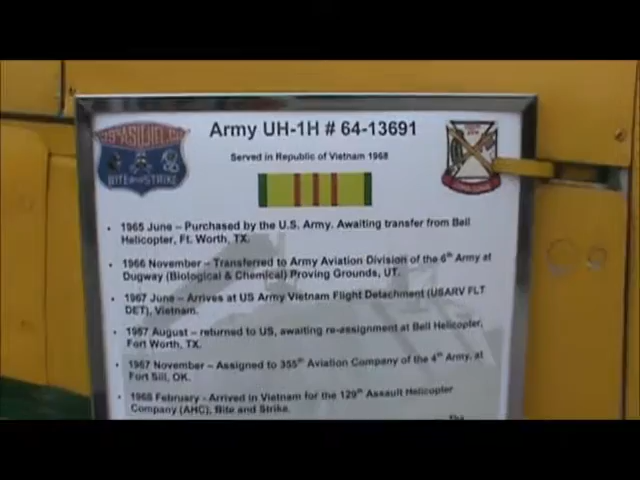 Army UH-1H # 64-13691
Served in Republic of Vietnam 1968
BITE AND STRIKE
• 1965 June – Purchased by the U.S. Army. Awaiting transfer from Bell
Helicopter, Ft. Worth, TX.
• 1966 November – Transferred to Army Aviation Division of the 6th Army at
Dugway (Biological & Chemical) Proving Grounds, UT.
• 1967 June – Arrives at US Army Vietnam Flight Detachment (USARV FLT
DET), Vietnam.
• 1967 August – returned to US, awaiting re-assignment at Bell Helicopter,
Fort Worth, TX.
• 1967 November – Assigned to 355th Aviation Company of the 4th Army, at
Fort Sill, OK.
• 1968 February – Arrived in Vietnam for the 129th Assault Helicopter
Company (AHC), Bite and Strike.